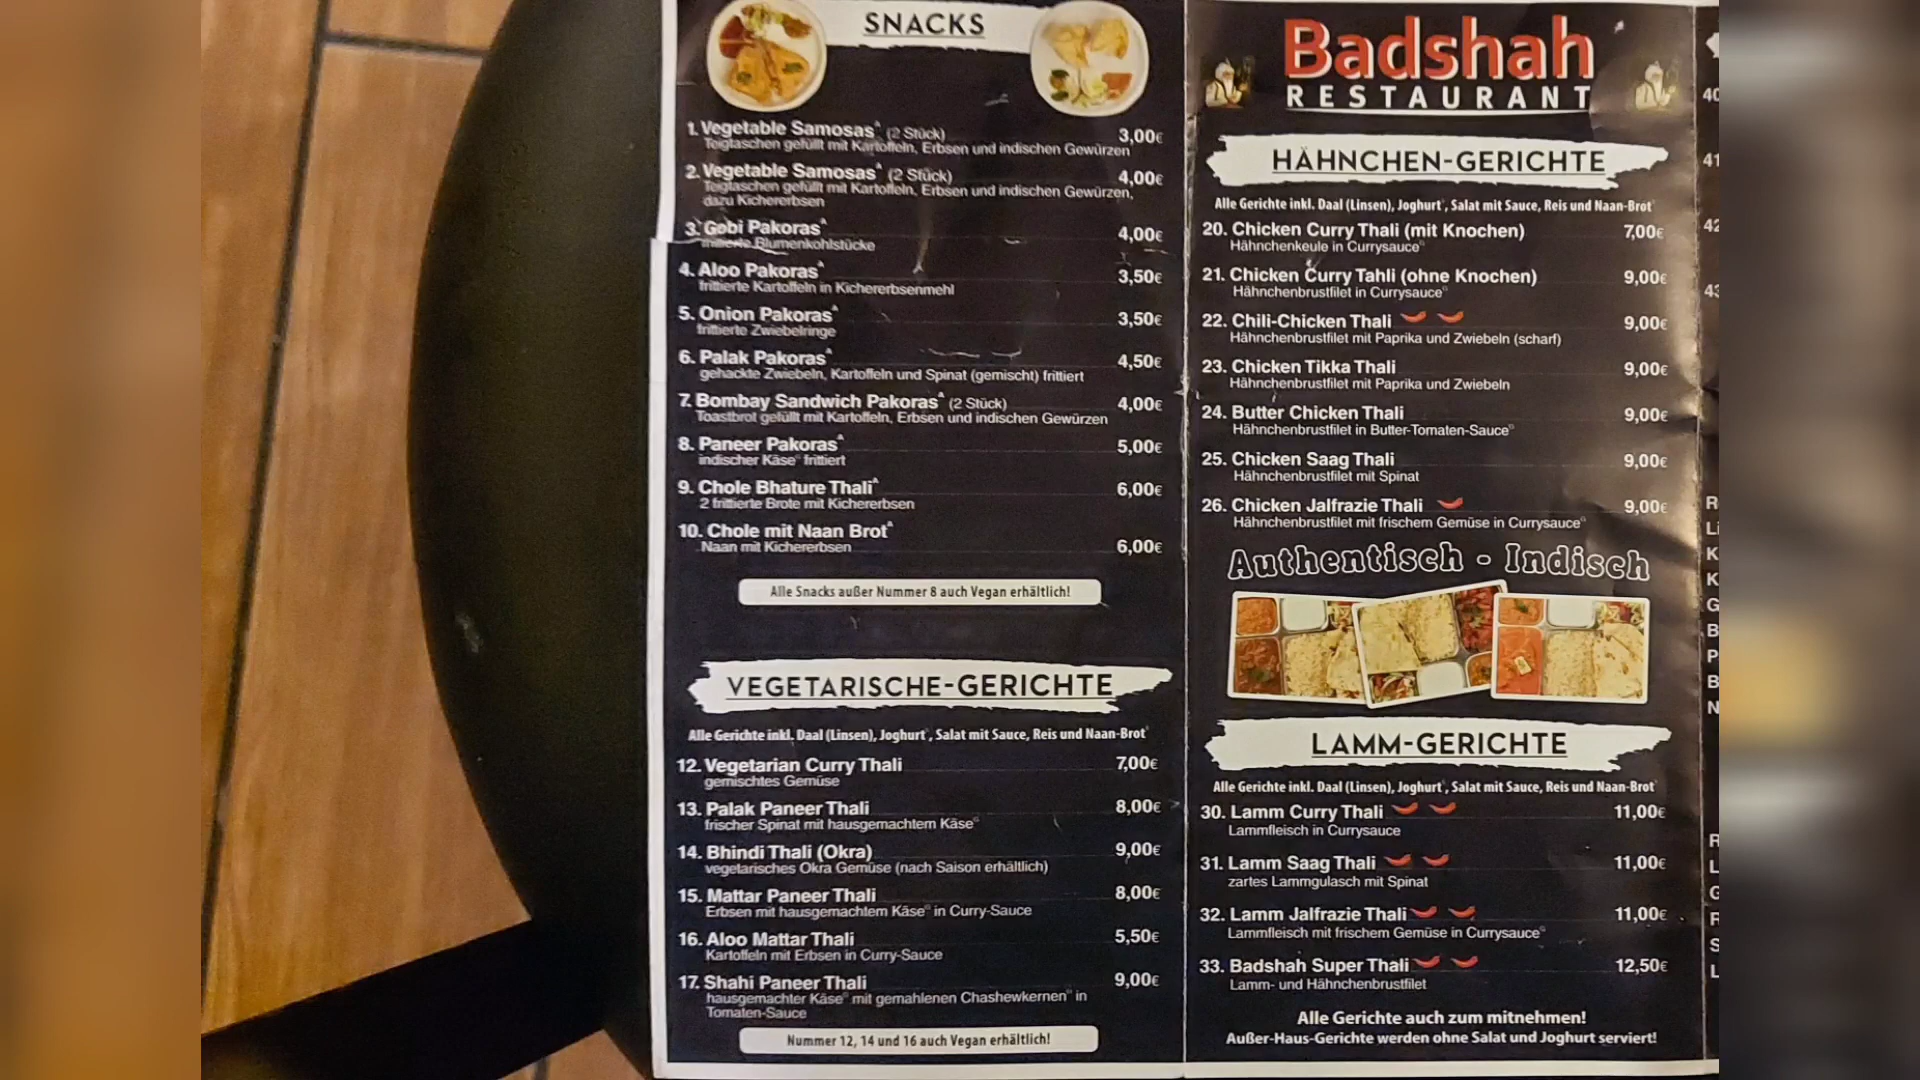 SNACKS
1. Vegetable Samosas^A (2 Stück) 3,00€
Teigtaschen gefüllt mit Kartoffeln, Erbsen und indischen Gewürzen
2. Vegetable Samosas^A (2 Stück) 4,00€
Teigtaschen gefüllt mit Kartoffeln, Erbsen und indischen Gewürzen,
dazu Kichererbsen
3. Gobi Pakoras^A 4,00€
frittierte Blumenkohlstücke
4. Aloo Pakoras^A 3,50€
frittierte Kartoffeln in Kichererbsenmehl
5. Onion Pakoras^A 3,50€
frittierte Zwiebelringe
6. Palak Pakoras^A 4,50€
gehackte Zwiebeln, Kartoffeln und Spinat (gemischt) frittiert
7. Bombay Sandwich Pakoras^A (2 Stück) 4,00€
Toastbrot gefüllt mit Kartoffeln, Erbsen und indischen Gewürzen
8. Paneer Pakoras^A 5,00€
indischer Käse^G frittiert
9. Chole Bhature Thali^A 6,00€
2 frittierte Brote mit Kichererbsen
10. Chole mit Naan Brot^A
Naan mit Kichererbsen 6,00€
Alle Snacks außer Nummer 8 auch Vegan erhältlich!
VEGETARISCHE-GERICHTE
Alle Gerichte inkl. Daal (Linsen), Joghurt, Salat mit Sauce, Reis und Naan-Brot
12. Vegetarian Curry Thali 7,00€
gemischtes Gemüse
13. Palak Paneer Thali 8,00€
frischer Spinat mit hausgemachtem Käse^G
14. Bhindi Thali (Okra) 9,00€
vegetarisches Okra Gemüse (nach Saison erhältlich)
15. Mattar Paneer Thali 8,00€
Erbsen mit hausgemachtem Käse^G in Curry-Sauce
16. Aloo Mattar Thali 5,50€
Kartoffeln mit Erbsen in Curry-Sauce
17. Shahi Paneer Thali 9,00€
hausgemachter Käse^G mit gemahlenen Chashewkernen in
Tomaten-Sauce
Nummer 12, 14 und 16 auch Vegan erhältlich!
Badshah
RESTAURANT
HÄHNCHEN-GERICHTE
Alle Gerichte inkl. Daal (Linsen), Joghurt, Salat mit Sauce, Reis und Naan-Brot
20. Chicken Curry Thali (mit Knochen) 7,00€
Hähnchenkeule in Currysauce^G
21. Chicken Curry Tahli (ohne Knochen) 9,00€
Hähnchenbrustfilet in Currysauce^G
22. Chili-Chicken Thali 9,00€
Hähnchenbrustfilet mit Paprika und Zwiebeln (scharf)
23. Chicken Tikka Thali 9,00€
Hähnchenbrustfilet mit Paprika und Zwiebeln
24. Butter Chicken Thali 9,00€
Hähnchenbrustfilet in Butter-Tomaten-Sauce^G
25. Chicken Saag Thali 9,00€
Hähnchenbrustfilet mit Spinat
26. Chicken Jalfrazie Thali 9,00€
Hähnchenbrustfilet mit frischem Gemüse in Currysauce^G
Authentisch - Indisch
LAMM-GERICHTE
Alle Gerichte inkl. Daal (Linsen), Joghurt, Salat mit Sauce, Reis und Naan-Brot
30. Lamm Curry Thali 11,00€
Lammfleisch in Currysauce
31. Lamm Saag Thali 11,00€
zartes Lammgulasch mit Spinat
32. Lamm Jalfrazie Thali 11,00€
Lammfleisch mit frischem Gemüse in Currysauce^G
33. Badshah Super Thali 12,50€
Lamm- und Hähnchenbrustfilet
Alle Gerichte auch zum mitnehmen!
Außer-Haus-Gerichte werden ohne Salat und Joghurt serviert!
40
41
42
43